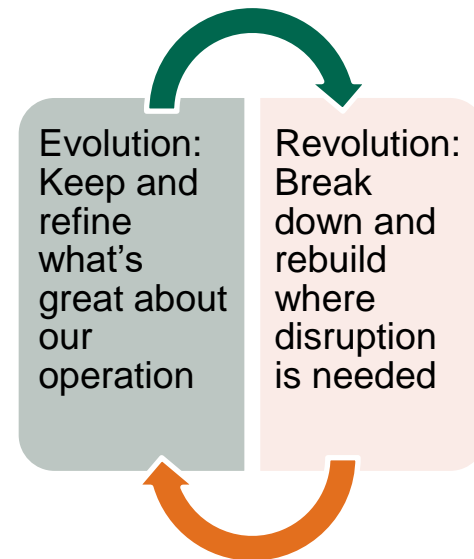 Evolution:
Keep and
refine
what’s
great about
our
operation
Revolution:
Break
down and
rebuild
where
disruption
is needed